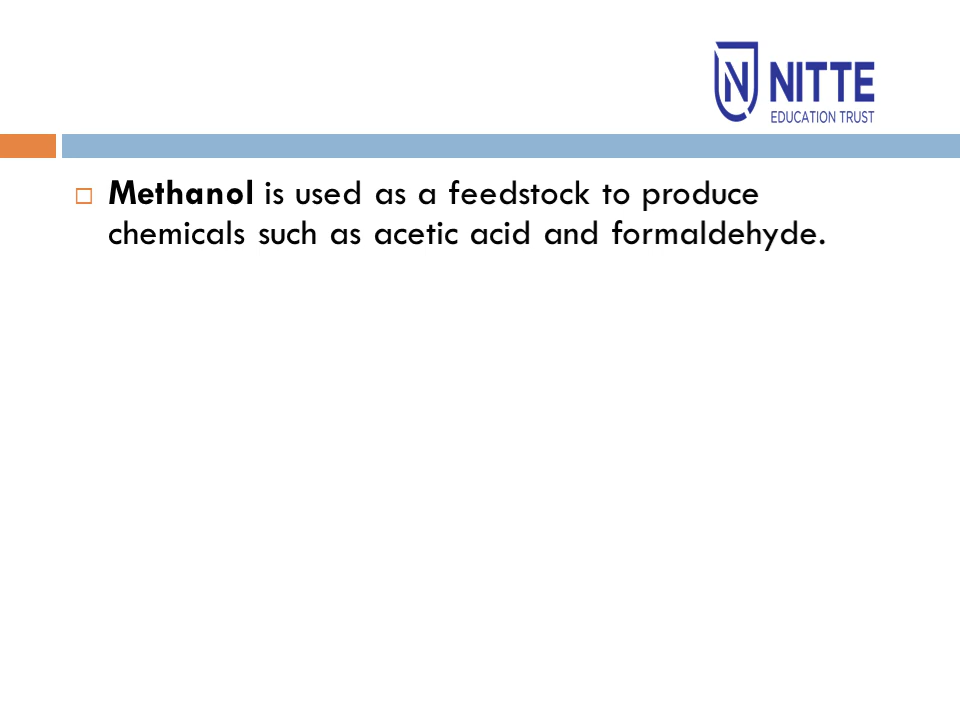 NITTE
EDUCATION TRUST
Methanol is used as a feedstock to produce
chemicals such as acetic acid and formaldehyde.